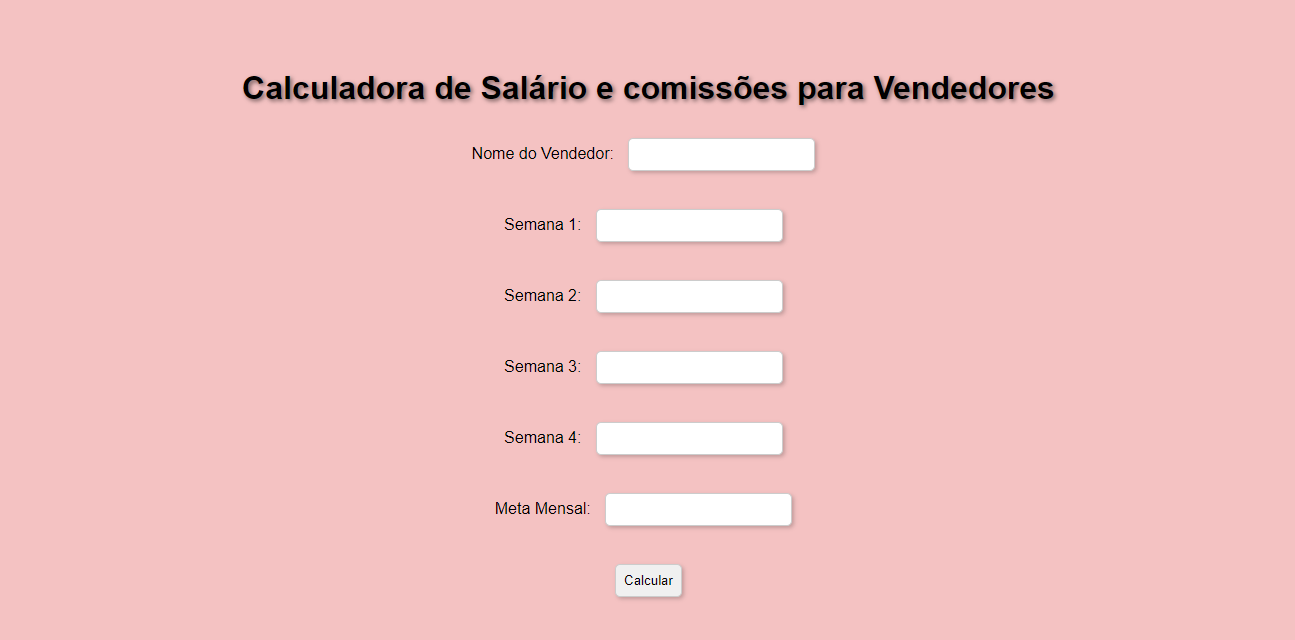 Calculadora de Salário e comissões para Vendedores
Nome do Vendedor:
Semana 1:
Semana 2:
Semana 3:
Semana 4:
Meta Mensal:
Calcular